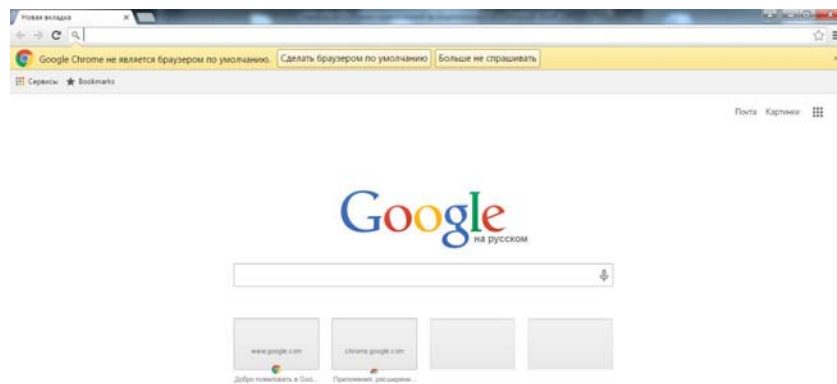 Новая вкладка
Google Chrome не является браузером по умолчанию. Сделать браузером по умолчанию Больше не спрашивать
Сервисы Bookmarks
Почта Картинки
Google
на русском
www.google.com chrome.google.com
Добро пожаловать в Goo... Приложения, расширени...